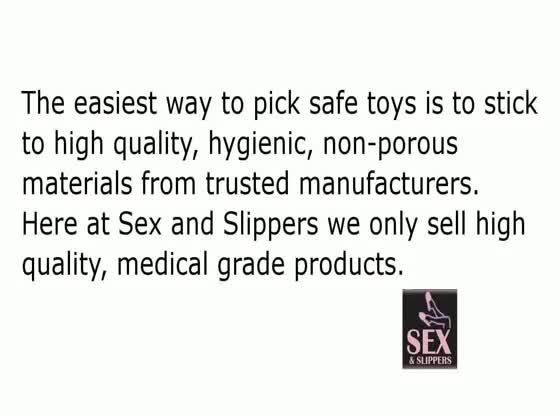 The easiest way to pick safe toys is to stick
to high quality, hygienic, non-porous
materials from trusted manufacturers.
Here at Sex and Slippers we only sell high
quality, medical grade products.
SEX
& SLIPPERS